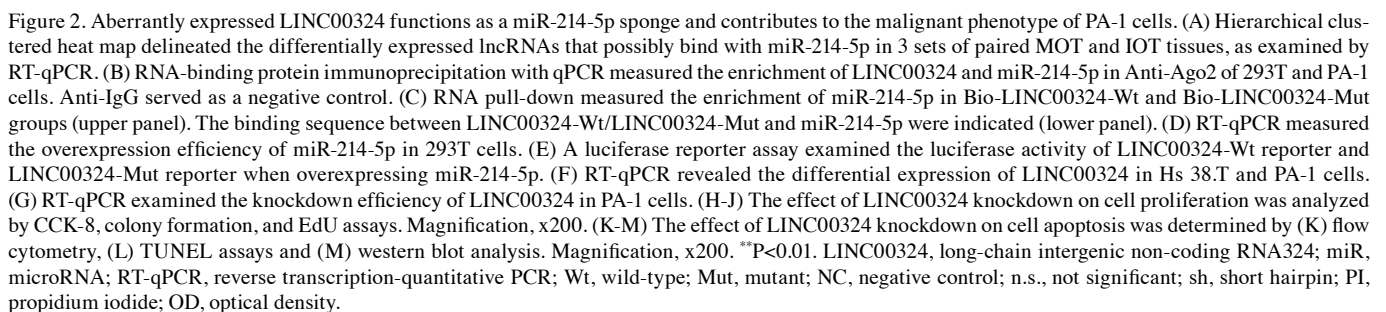 Figure 2. Aberrantly expressed LINC00324 functions as a miR-214-5p sponge and contributes to the malignant phenotype of PA-1 cells. (A) Hierarchical clus-
tered heat map delineated the differentially expressed lncRNAs that possibly bind with miR-214-5p in 3 sets of paired MOT and IOT tissues, as examined by
RT-qPCR. (B) RNA-binding protein immunoprecipitation with qPCR measured the enrichment of LINC00324 and miR-214-5p in Anti-Ago2 of 293T and PA-1
cells. Anti-IgG served as a negative control. (C) RNA pull-down measured the enrichment of miR-214-5p in Bio-LINC00324-Wt and Bio-LINC00324-Mut
groups (upper panel). The binding sequence between LINC00324-Wt/LINC00324-Mut and miR-214-5p were indicated (lower panel). (D) RT-qPCR measured
the overexpression efficiency of miR-214-5p in 293T cells. (E) A luciferase reporter assay examined the luciferase activity of LINC00324-Wt reporter and
LINC00324-Mut reporter when overexpressing miR-214-5p. (F) RT-qPCR revealed the differential expression of LINC00324 in Hs 38.T and PA-1 cells.
(G) RT-qPCR examined the knockdown efficiency of LINC00324 in PA-1 cells. (H-J) The effect of LINC00324 knockdown on cell proliferation was analyzed
by CCK-8, colony formation, and EdU assays. Magnification, x200. (K-M) The effect of LINC00324 knockdown on cell apoptosis was determined by (K) flow
cytometry, (L) TUNEL assays and (M) western blot analysis. Magnification, x200. **P<0.01. LINC00324, long-chain intergenic non-coding RNA324; miR,
microRNA; RT-qPCR, reverse transcription-quantitative PCR; Wt, wild-type; Mut, mutant; NC, negative control; n.s., not significant; sh, short hairpin; PI,
propidium iodide; OD, optical density.